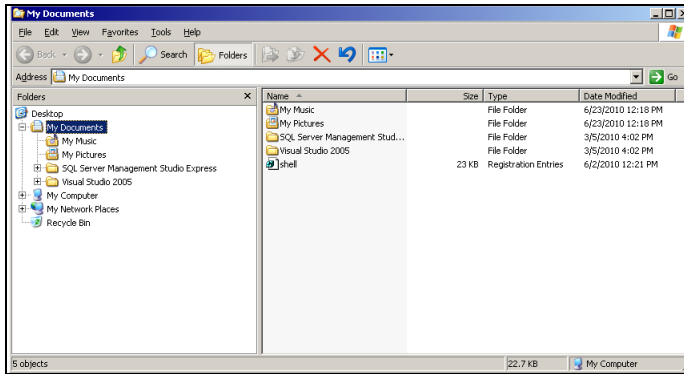 My Documents
File Edit View Favorites Tools Help
Back Search Folders
Address My Documents Go
Folders
Desktop
My Documents
My Music
My Pictures
SQL Server Management Studio Express
Visual Studio 2005
My Computer
My Network Places
Recycle Bin
Name Size Type Date Modified
My Music File Folder 6/23/2010 12:18 PM
My Pictures File Folder 6/23/2010 12:18 PM
SQL Server Management Stud... File Folder 3/5/2010 4:02 PM
Visual Studio 2005 File Folder 3/5/2010 4:02 PM
shell 23 KB Registration Entries 6/2/2010 12:21 PM
5 objects 22.7 KB My Computer